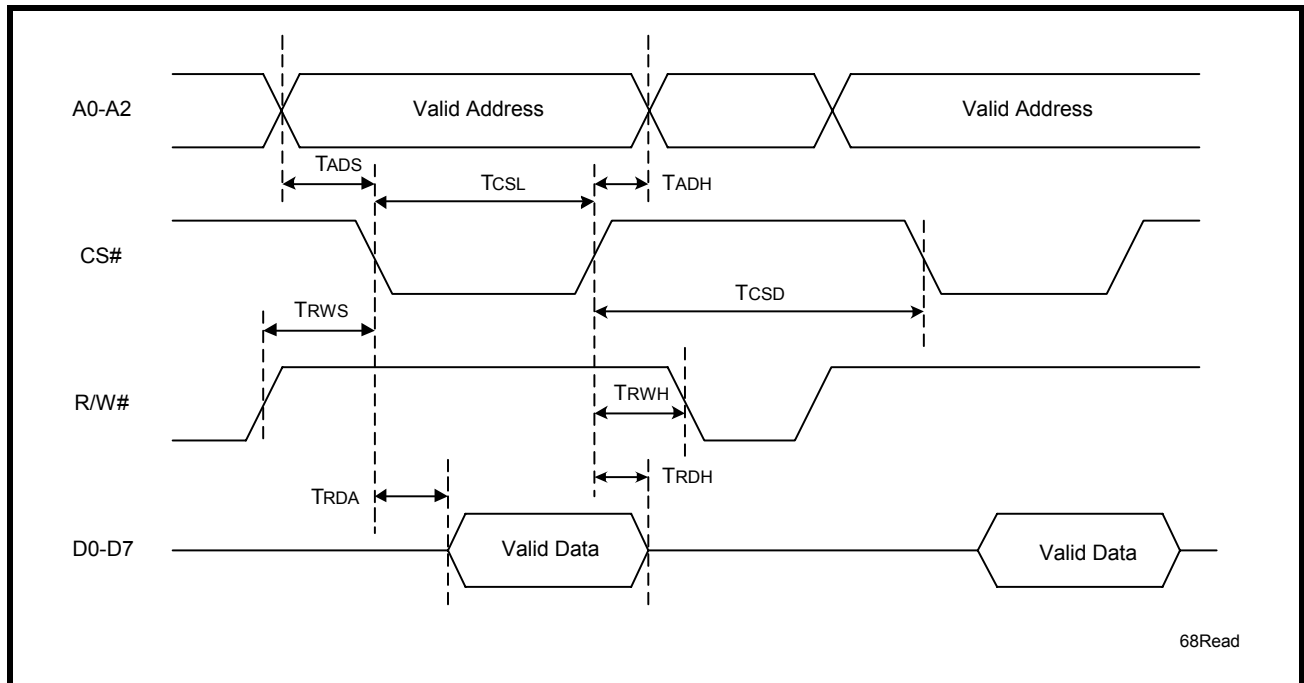 A0-A2
Valid Address
Valid Address
TADS
TCSL
TADH
CS#
TCSD
TRWS
R/W#
TRWH
TRDH
TRDA
D0-D7
Valid Data
Valid Data
68Read